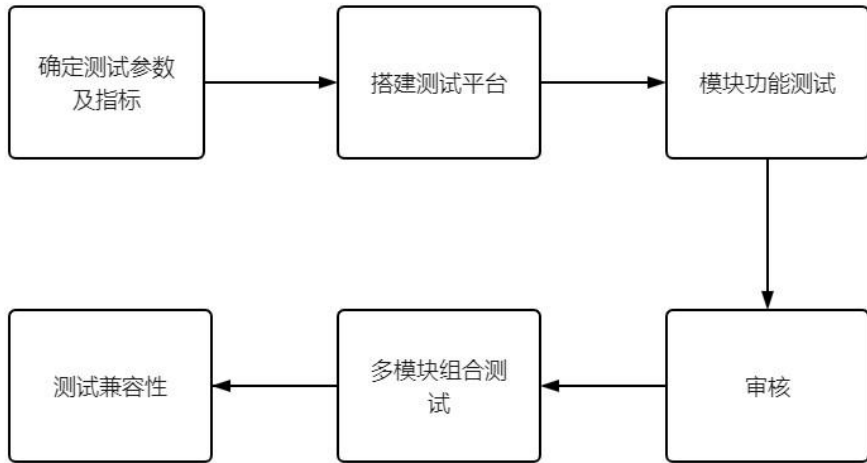 确定测试参数
及指标
搭建测试平台
模块功能测试
测试兼容性
多模块组合测
试
审核